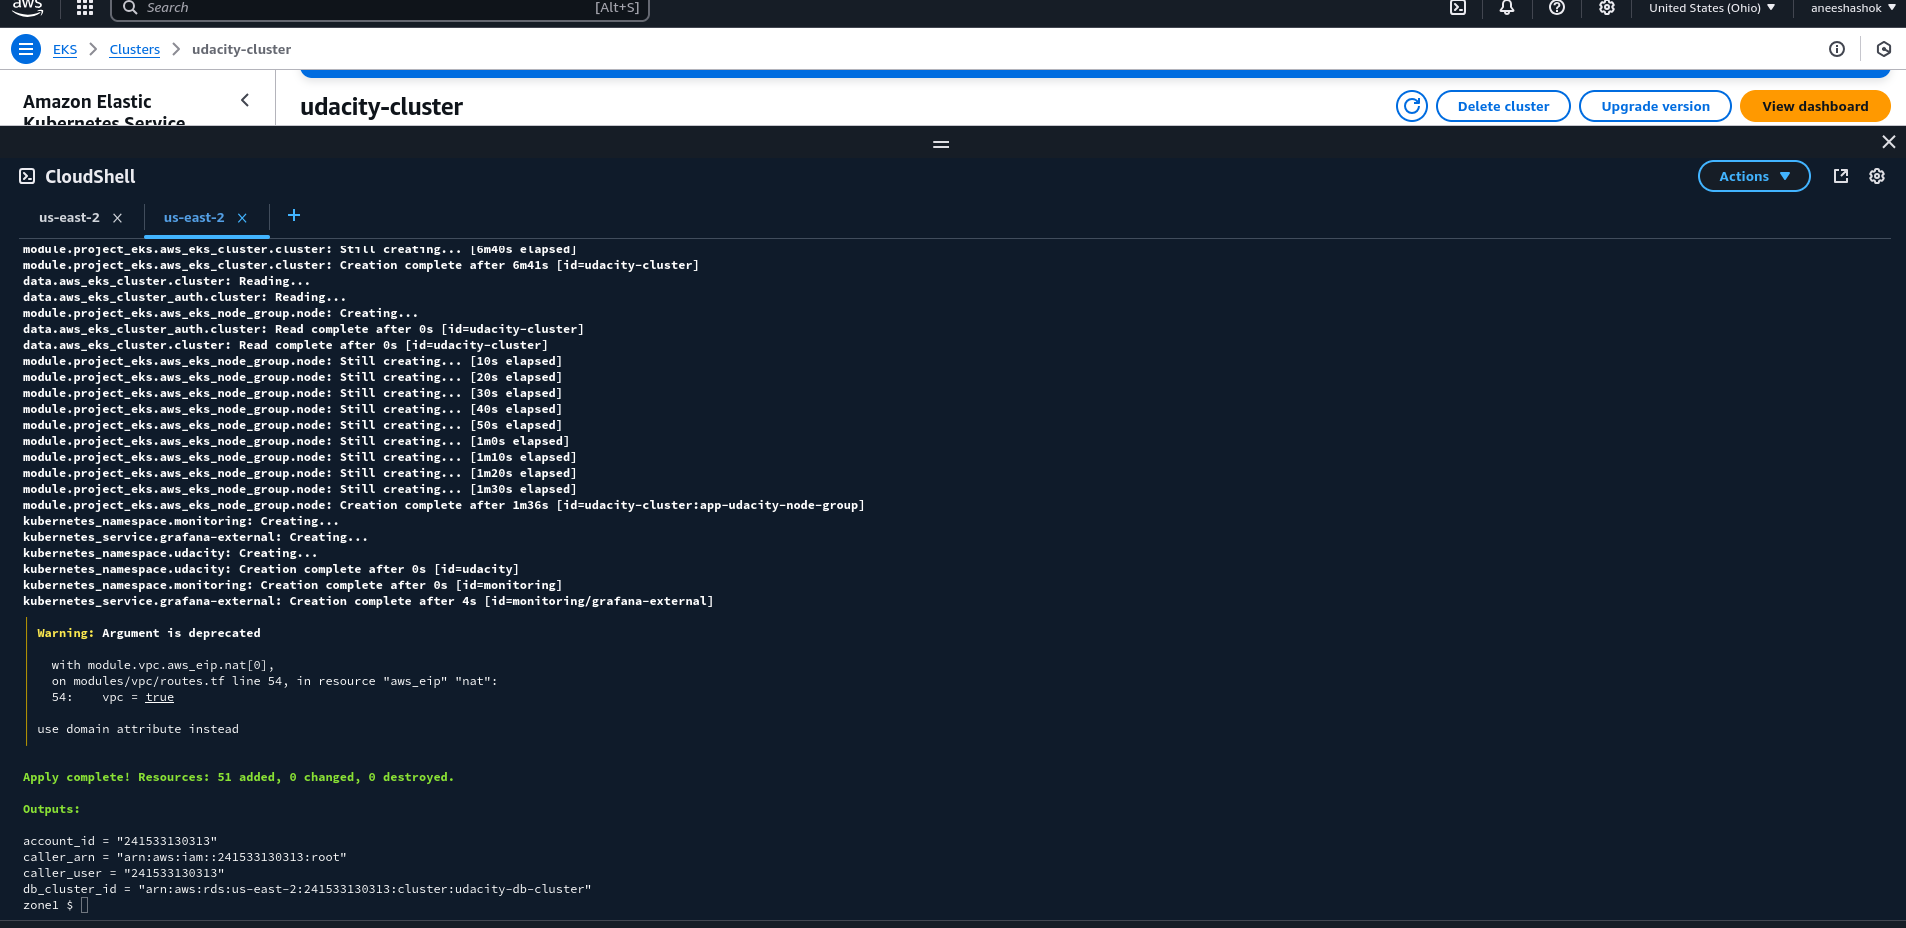 aws
Search
[Alt+S]
United States (Ohio)
aneeshashok
EKS
Clusters
udacity-cluster
Amazon Elastic
Kubernetes Service
udacity-cluster
Delete cluster
Upgrade version
View dashboard
CloudShell
Actions
us-east-2
us-east-2
module.project_eks.aws_eks_cluster.cluster: Still creating... [6m40s elapsed]
module.project_eks.aws_eks_cluster.cluster: Creation complete after 6m41s [id=udacity-cluster]
data.aws_eks_cluster.cluster: Reading...
data.aws_eks_cluster_auth.cluster: Reading...
module.project_eks.aws_eks_node_group.node: Creating...
data.aws_eks_cluster_auth.cluster: Read complete after 0s [id=udacity-cluster]
data.aws_eks_cluster.cluster: Read complete after 0s [id=udacity-cluster]
module.project_eks.aws_eks_node_group.node: Still creating... [10s elapsed]
module.project_eks.aws_eks_node_group.node: Still creating... [20s elapsed]
module.project_eks.aws_eks_node_group.node: Still creating... [30s elapsed]
module.project_eks.aws_eks_node_group.node: Still creating... [40s elapsed]
module.project_eks.aws_eks_node_group.node: Still creating... [50s elapsed]
module.project_eks.aws_eks_node_group.node: Still creating... [1m0s elapsed]
module.project_eks.aws_eks_node_group.node: Still creating... [1m10s elapsed]
module.project_eks.aws_eks_node_group.node: Still creating... [1m20s elapsed]
module.project_eks.aws_eks_node_group.node: Still creating... [1m30s elapsed]
module.project_eks.aws_eks_node_group.node: Creation complete after 1m36s [id=udacity-cluster:app-udacity-node-group]
kubernetes_namespace.monitoring: Creating...
kubernetes_service.grafana-external: Creating...
kubernetes_namespace.udacity: Creating...
kubernetes_namespace.udacity: Creation complete after 0s [id=udacity]
kubernetes_namespace.monitoring: Creation complete after 0s [id=monitoring]
kubernetes_service.grafana-external: Creation complete after 4s [id=monitoring/grafana-external]
Warning: Argument is deprecated
with module.vpc.aws_eip.nat[0],
on modules/vpc/routes.tf line 54, in resource "aws_eip" "nat":
54: vpc = true
use domain attribute instead
Apply complete! Resources: 51 added, 0 changed, 0 destroyed.
Outputs:
account_id = "241533130313"
caller_arn = "arn:aws:iam::241533130313:root"
caller_user = "241533130313"
db_cluster_id = "arn:aws:rds:us-east-2:241533130313:cluster:udacity-db-cluster"
zone1 $